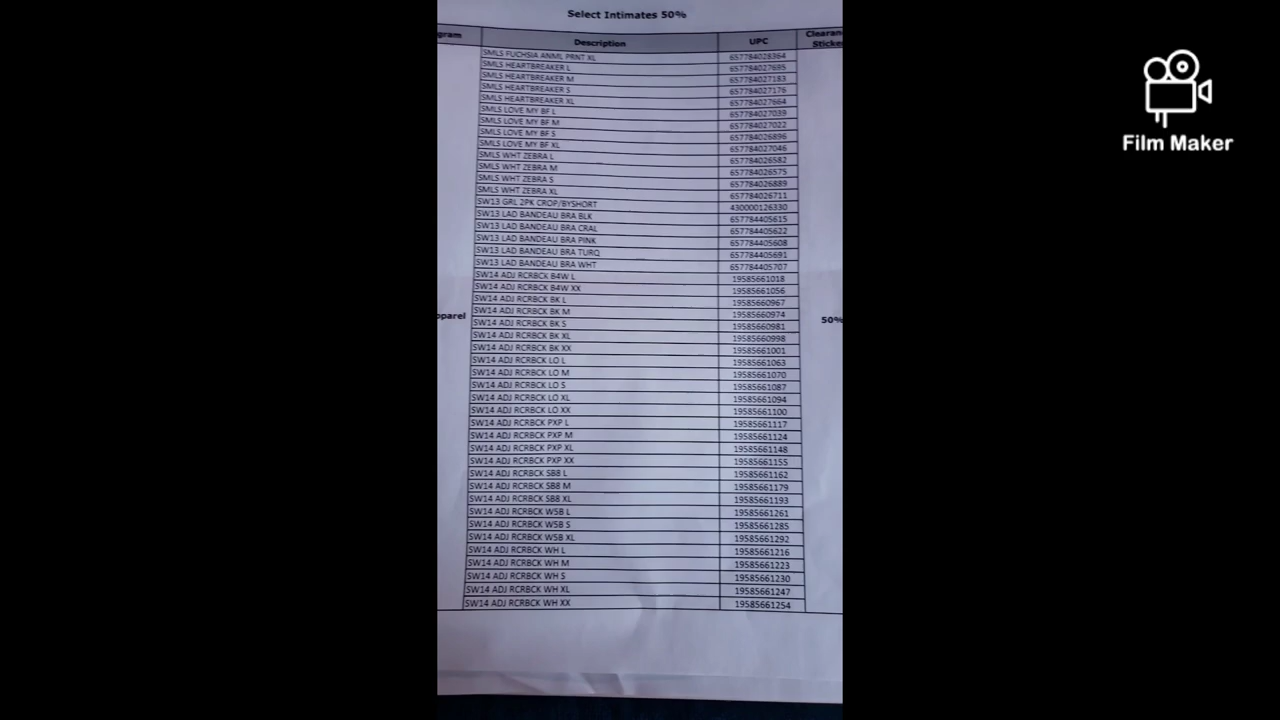 Select Intimates 50%
gram Description UPC Clearan
Sticke
SMLS FUCHSIA ANML PRNT XL 657784028364
SMLS HEARTBREAKER L 657784027695
SMLS HEARTBREAKER M 657784027183
SMLS HEARTBREAKER S 657784027176
SMLS HEARTBREAKER XL 657784027664
SMLS LOVE MY BF L 657784027039
SMLS LOVE MY BF M 657784027022
SMLS LOVE MY BF S 657784026896
SMLS LOVE MY BF XL 657784027046
SMLS WHT ZEBRA L 657784026582
SMLS WHT ZEBRA M 657784026575
SMLS WHT ZEBRA S 657784026889
SMLS WHT ZEBRA XL 657784026711
SW13 GRL 2PK CROP/BYSHORT 430000126330
SW13 LAD BANDEAU BRA BLK 657784405615
SW13 LAD BANDEAU BRA CRAL 657784405622
SW13 LAD BANDEAU BRA PINK 657784405608
SW13 LAD BANDEAU BRA TURQ 657784405691
SW13 LAD BANDEAU BRA WHT 657784405707
SW14 ADJ RCRBCK B4W L 19585661018
SW14 ADJ RCRBCK B4W XX 19585661056
SW14 ADJ RCRBCK BK L 19585660967
SW14 ADJ RCRBCK BK M 19585660974
SW14 ADJ RCRBCK BK S 19585660981
SW14 ADJ RCRBCK BK XL 19585660998
SW14 ADJ RCRBCK BK XX 19585661001
SW14 ADJ RCRBCK LO L 19585661063
SW14 ADJ RCRBCK LO M 19585661070
SW14 ADJ RCRBCK LO S 19585661087
SW14 ADJ RCRBCK LO XL 19585661094
SW14 ADJ RCRBCK LO XX 19585661100
SW14 ADJ RCRBCK PXP L 19585661117
SW14 ADJ RCRBCK PXP M 19585661124
SW14 ADJ RCRBCK PXP XL 19585661148
SW14 ADJ RCRBCK PXP XX 19585661155
SW14 ADJ RCRBCK SB8 L 19585661162
SW14 ADJ RCRBCK SB8 M 19585661179
SW14 ADJ RCRBCK SB8 XL 19585661193
SW14 ADJ RCRBCK W5B L 19585661261
SW14 ADJ RCRBCK W5B S 19585661285
SW14 ADJ RCRBCK W5B XL 19585661292
SW14 ADJ RCRBCK WH L 19585661216
SW14 ADJ RCRBCK WH M 19585661223
SW14 ADJ RCRBCK WH S 19585661230
SW14 ADJ RCRBCK WH XL 19585661247
SW14 ADJ RCRBCK WH XX 19585661254
pparel
50%
Film Maker